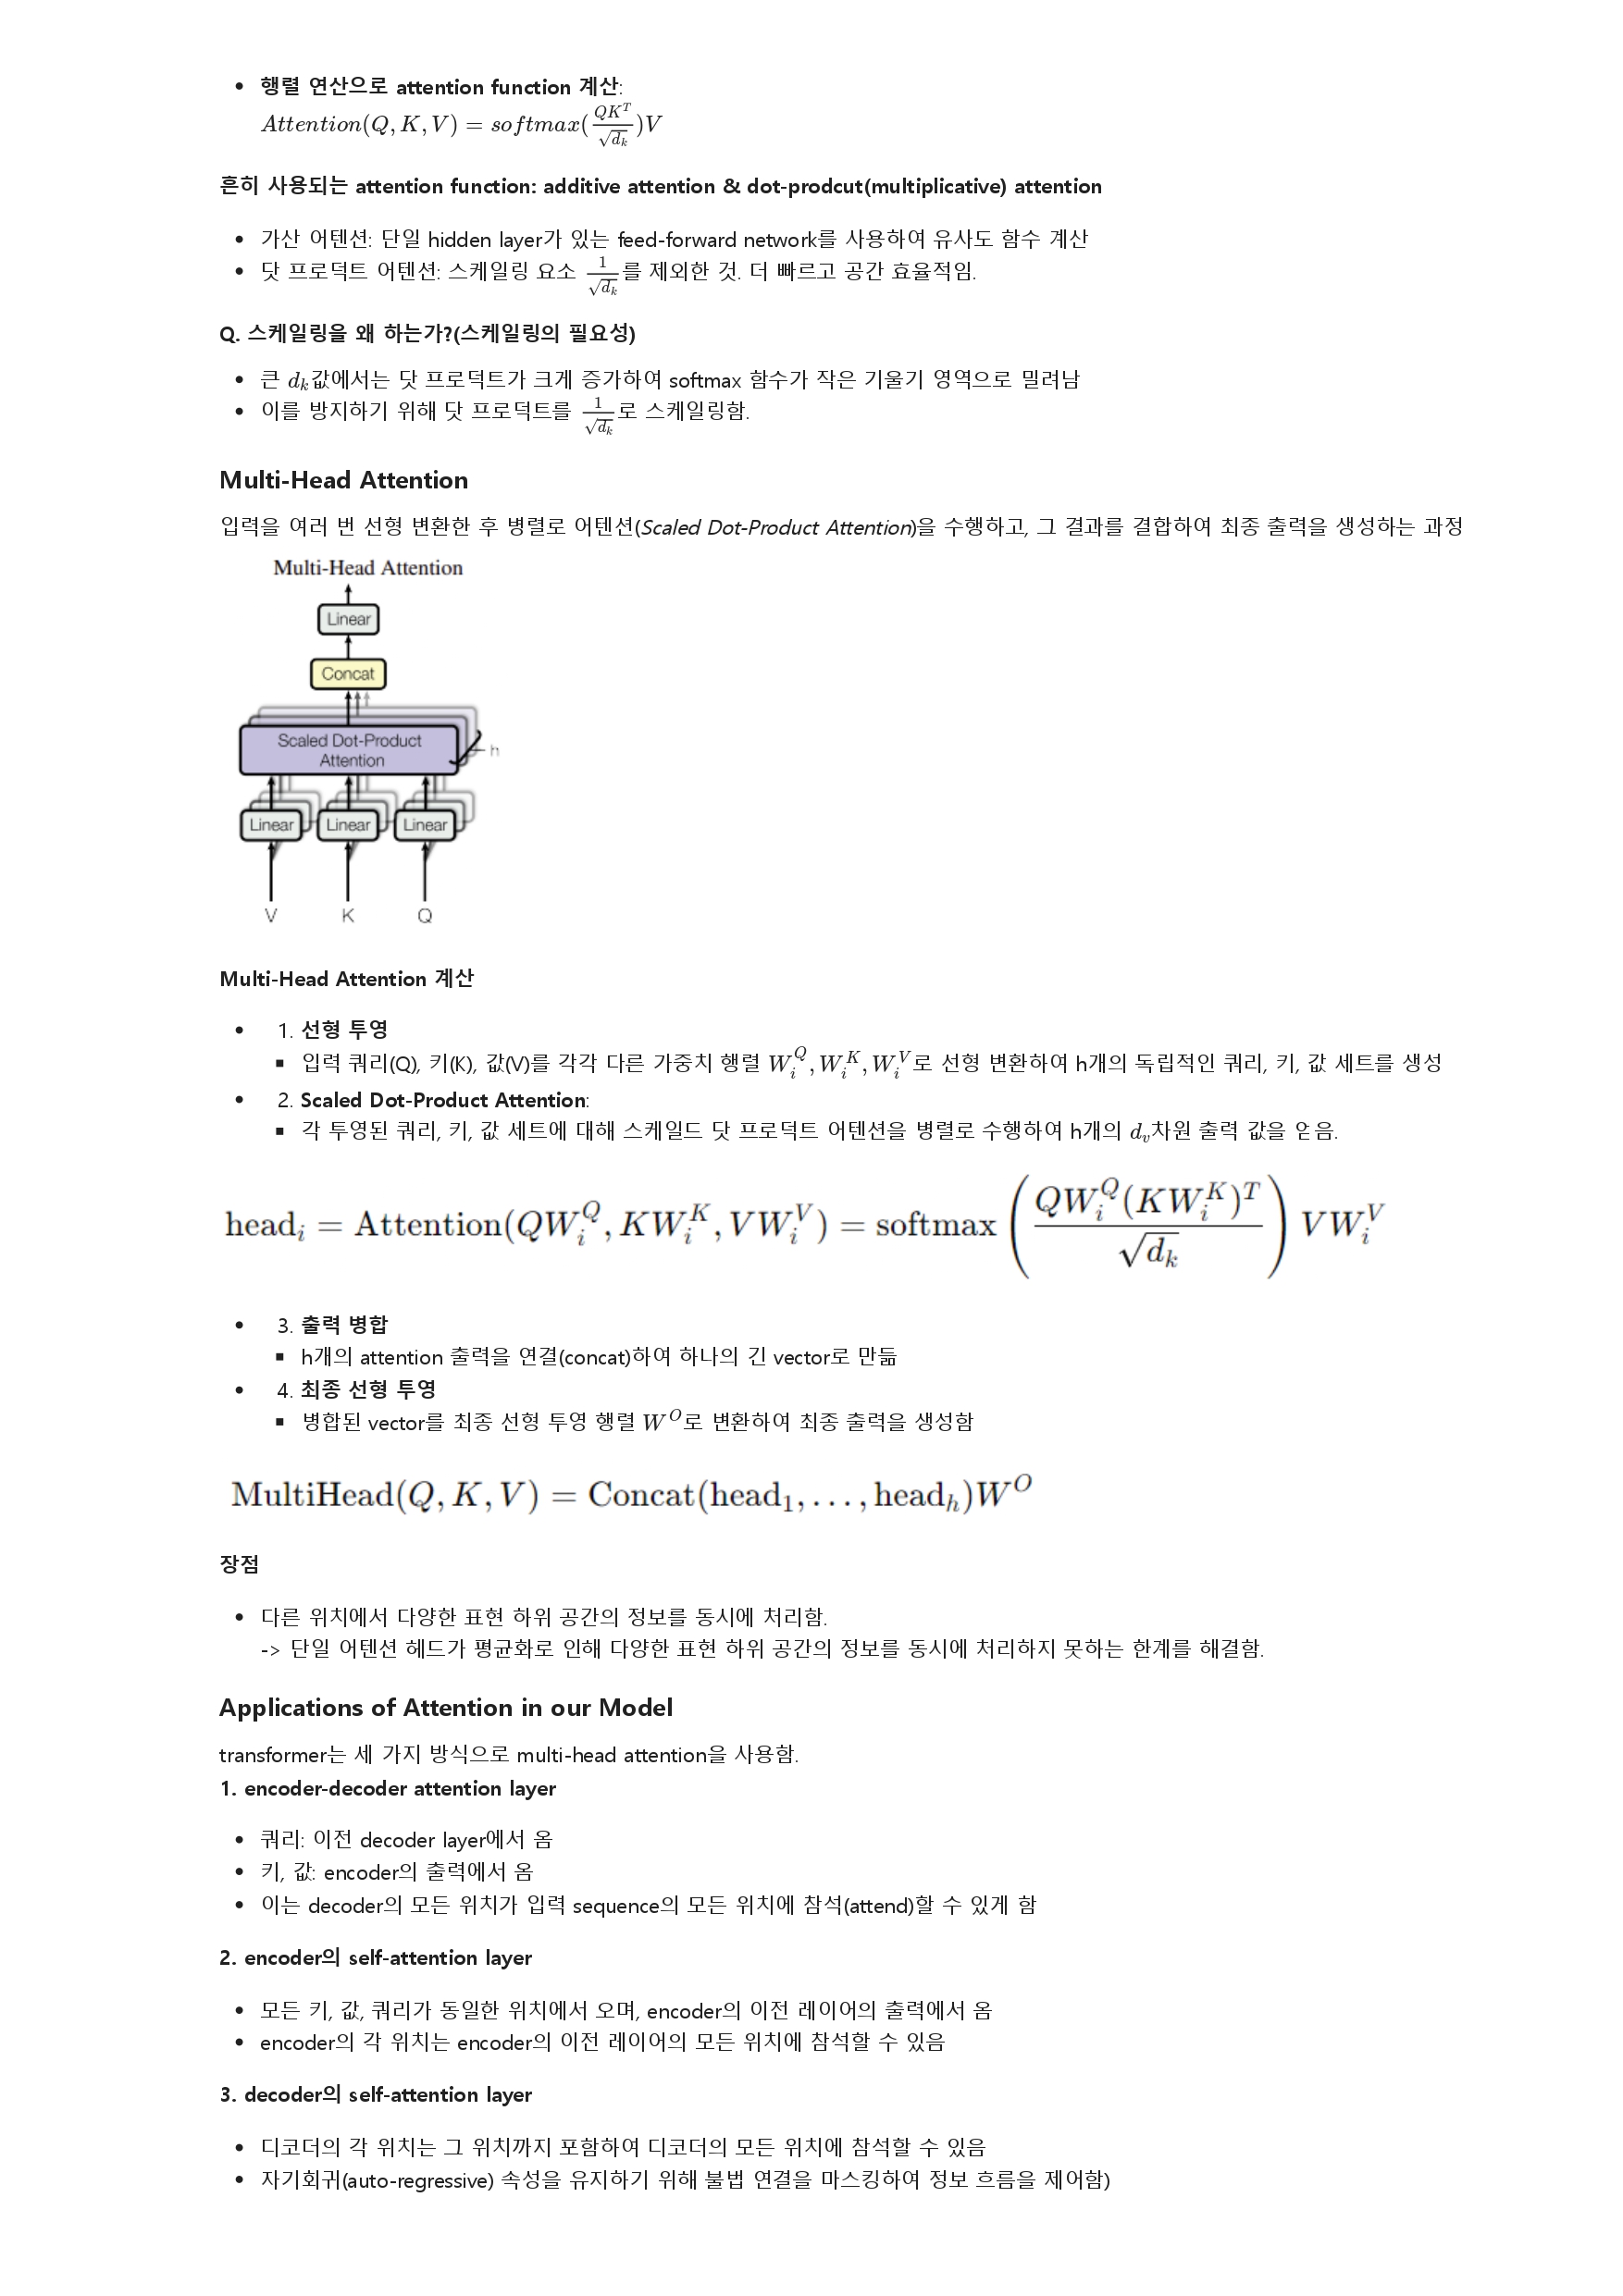 • 행렬 연산으로 attention function 계산:
Attention(Q, K, V) = softmax(\frac{QK^T}{\sqrt{d_k}})V
흔히 사용되는 attention function: additive attention & dot-prodcut(multiplicative) attention
• 가산 어텐션: 단일 hidden layer가 있는 feed-forward network를 사용하여 유사도 함수 계산
• 닷 프로덕트 어텐션: 스케일링 요소 \frac{1}{\sqrt{d_k}}를 제외한 것. 더 빠르고 공간 효율적임.
Q. 스케일링을 왜 하는가?(스케일링의 필요성)
• 큰 d_k값에서는 닷 프로덕트가 크게 증가하여 softmax 함수가 작은 기울기 영역으로 밀려남
• 이를 방지하기 위해 닷 프로덕트를 \frac{1}{\sqrt{d_k}}로 스케일링함.
Multi-Head Attention
입력을 여러 번 선형 변환한 후 병렬로 어텐션(Scaled Dot-Product Attention)을 수행하고, 그 결과를 결합하여 최종 출력을 생성하는 과정
Multi-Head Attention
Linear
Concat
Scaled Dot-Product
Attention
h
Linear Linear Linear
V K Q
Multi-Head Attention 계산
• 1. 선형 투영
▪ 입력 쿼리(Q), 키(K), 값(V)를 각각 다른 가중치 행렬 W_i^Q, W_i^K, W_i^V로 선형 변환하여 h개의 독립적인 쿼리, 키, 값 세트를 생성
• 2. Scaled Dot-Product Attention:
▪ 각 투영된 쿼리, 키, 값 세트에 대해 스케일드 닷 프로덕트 어텐션을 병렬로 수행하여 h개의 d_v차원 출력 값을 얻음.
head_i = Attention(QW_i^Q, KW_i^K, VW_i^V) = softmax(\frac{QW_i^Q(KW_i^K)^T}{\sqrt{d_k}})VW_i^V
• 3. 출력 병합
▪ h개의 attention 출력을 연결(concat)하여 하나의 긴 vector로 만듦
• 4. 최종 선형 투영
▪ 병합된 vector를 최종 선형 투영 행렬 W^O로 변환하여 최종 출력을 생성함
MultiHead(Q, K, V) = Concat(head_1, . . . , head_h)W^O
장점
• 다른 위치에서 다양한 표현 하위 공간의 정보를 동시에 처리함.
-> 단일 어텐션 헤드가 평균화로 인해 다양한 표현 하위 공간의 정보를 동시에 처리하지 못하는 한계를 해결함.
Applications of Attention in our Model
transformer는 세 가지 방식으로 multi-head attention을 사용함.
1. encoder-decoder attention layer
• 쿼리: 이전 decoder layer에서 옴
• 키, 값: encoder의 출력에서 옴
• 이는 decoder의 모든 위치가 입력 sequence의 모든 위치에 참석(attend)할 수 있게 함
2. encoder의 self-attention layer
• 모든 키, 값, 쿼리가 동일한 위치에서 오며, encoder의 이전 레이어의 출력에서 옴
• encoder의 각 위치는 encoder의 이전 레이어의 모든 위치에 참석할 수 있음
3. decoder의 self-attention layer
• 디코더의 각 위치는 그 위치까지 포함하여 디코더의 모든 위치에 참석할 수 있음
• 자기회귀(auto-regressive) 속성을 유지하기 위해 불법 연결을 마스킹하여 정보 흐름을 제어함)